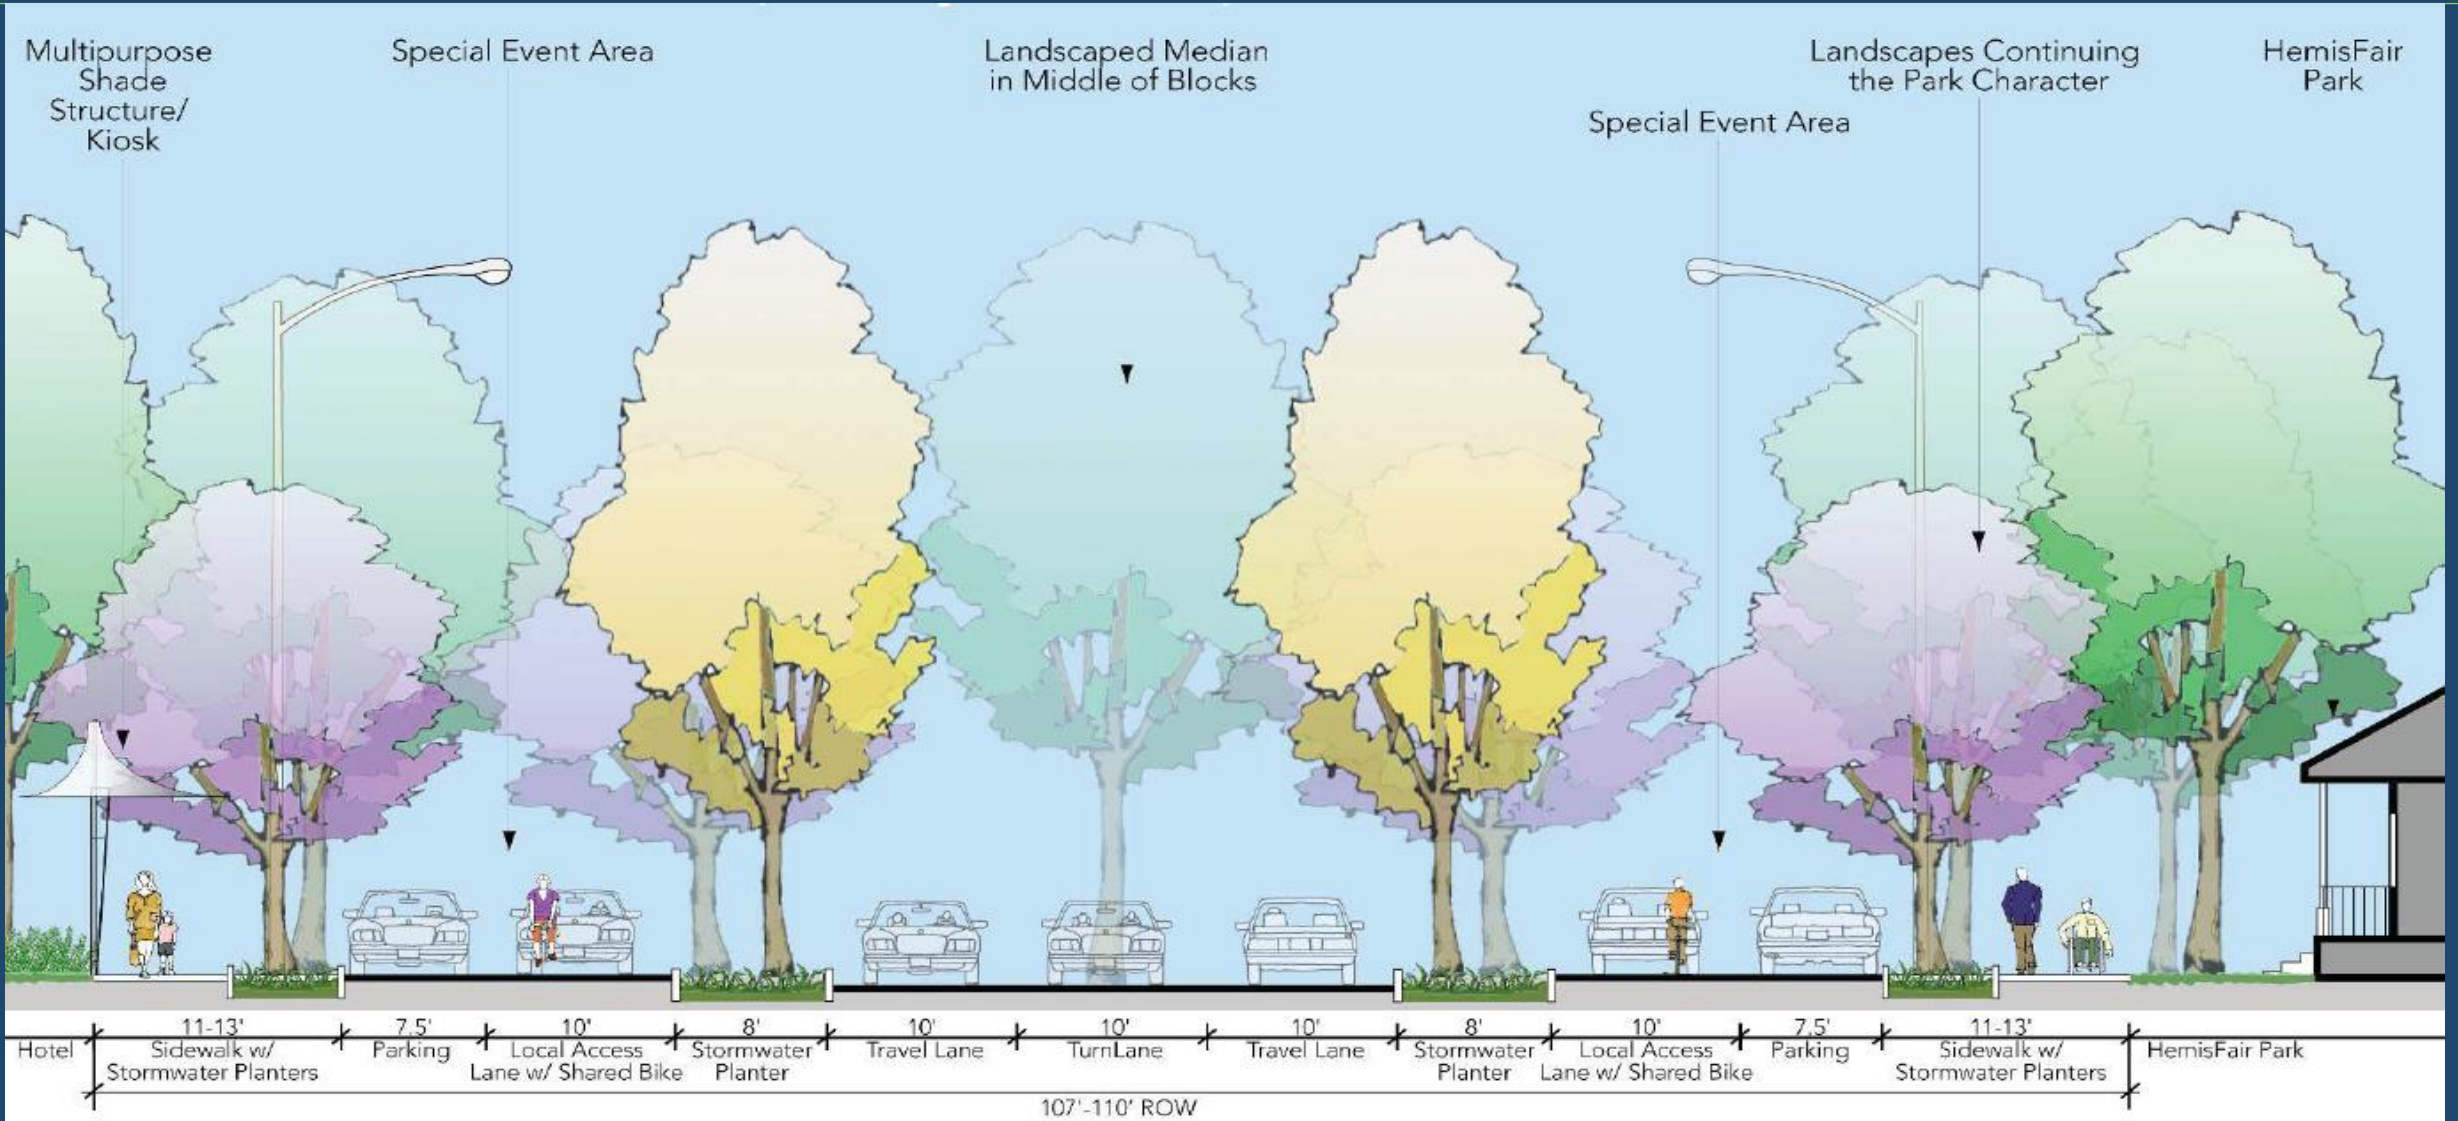 Multipurpose
Shade
Structure/
Kiosk
Special Event Area
Landscaped Median
in Middle of Blocks
Special Event Area
Landscapes Continuing
the Park Character
HemisFair
Park
11-13' 7.5' 10' 8' 10' 10' 10' 8' 10' 7.5' 11-13'
Hotel
Sidewalk w/
Stormwater Planters
Parking
Local Access
Lane w/ Shared Bike
Stormwater
Planter
Travel Lane
TurnLane
Travel Lane
Stormwater
Planter
Local Access
Lane w/ Shared Bike
Parking
Sidewalk w/
Stormwater Planters
HemisFair Park
107'-110' ROW